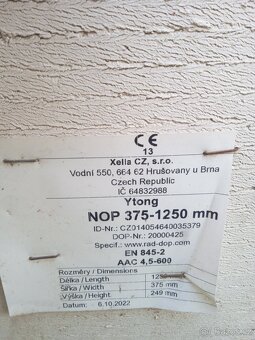 CE
13
Xella CZ, s.r.o.
Vodní 550, 664 62 Hrušovany u Brna
Czech Republic
IČ 64832988
Ytong
NOP 375-1250 mm
ID-Nr.: CZ014054640035379
DOP-Nr.: 20000425
Specif.: www.rad-dop.com
EN 845-2
AAC 4,5-600
Rozměry / Dimensions
Délka / Length 1250
Šířka / Width 375 mm
Výška / Height 249 mm
Datum: 6.10.2022